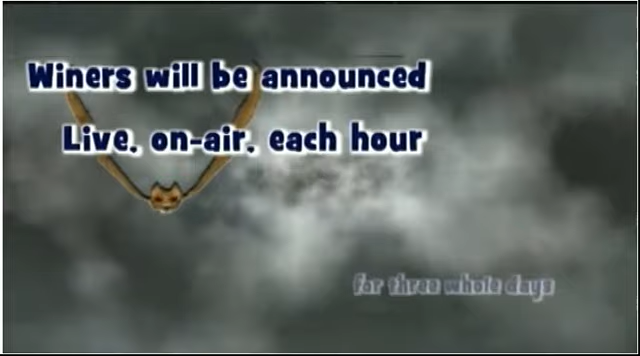 Winers will be announced
Live, on-air, each hour
for three whole days